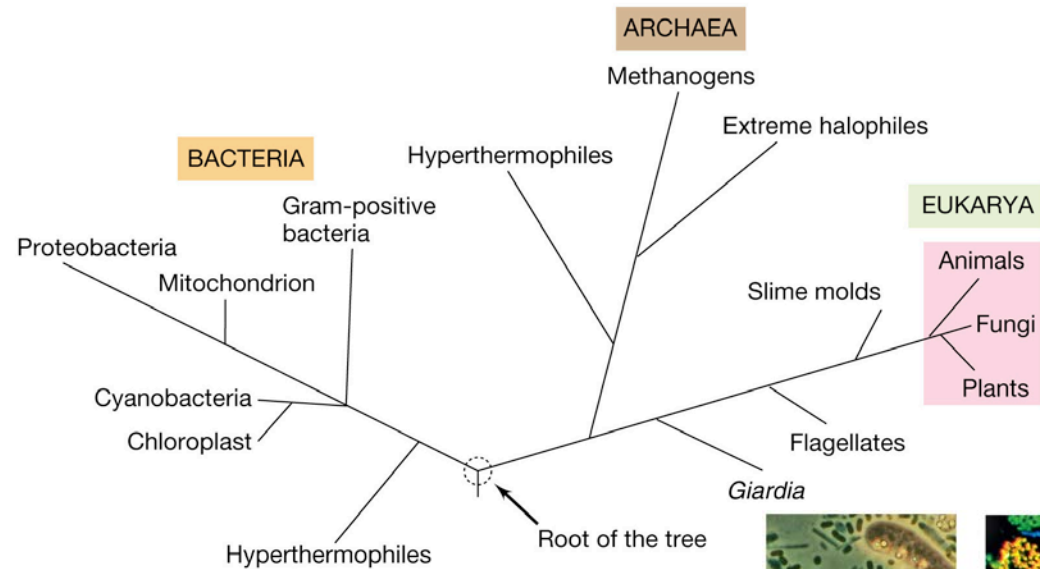 ARCHAEA
Methanogens
Extreme halophiles
Hyperthermophiles
BACTERIA
Gram-positive
bacteria
EUKARYA
Proteobacteria
Mitochondrion
Animals
Slime molds
Fungi
Cyanobacteria
Plants
Chloroplast
Flagellates
Giardia
Root of the tree
Hyperthermophiles